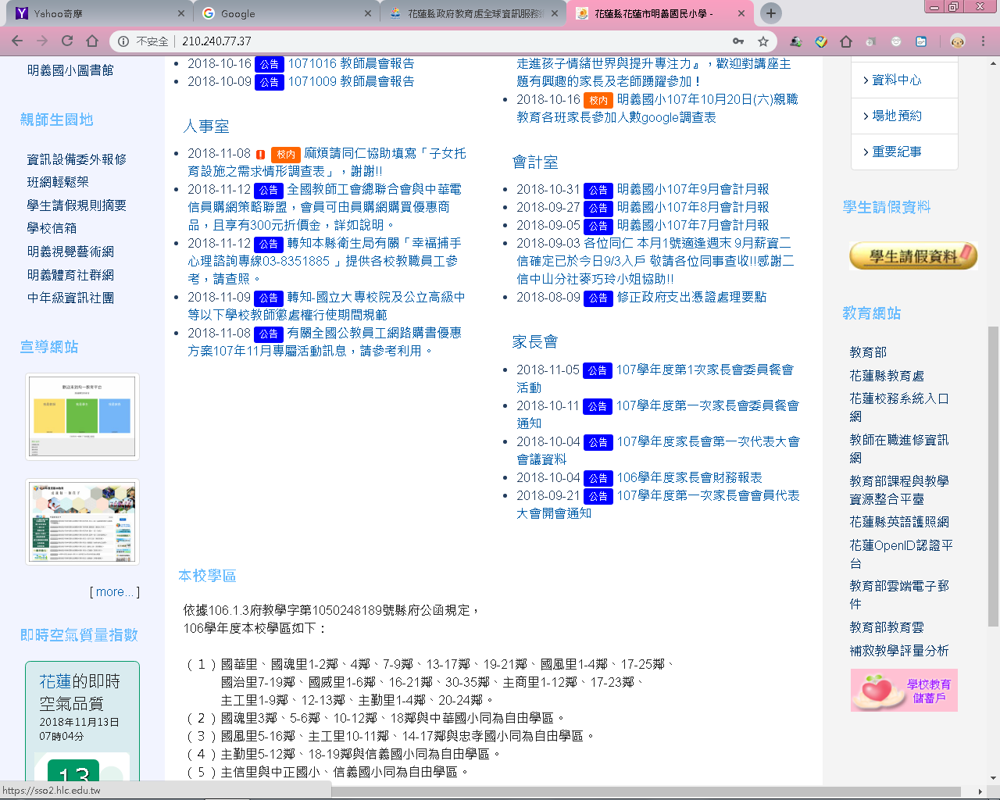 Yahoo奇摩
Google
花蓮縣政府教育處全球資訊服務
花蓮縣花蓮市明義國民小學 -
不安全
210.240.77.37
明義國小圖書館
親師生園地
資訊設備委外報修
班網輕鬆架
學生請假規則摘要
學校信箱
明義視覺藝術網
明義體育社群網
中年級資訊社團
宣導網站
[ more... ]
即時空氣質量指數
花蓮的即時
空氣品質
2018年11月13日
07時04分
13
2018-10-16 公告 1071016 教師晨會報告
2018-10-09 公告 1071009 教師晨會報告
人事室
2018-11-08 校內 麻煩請同仁協助填寫「子女托
育設施之需求情形調查表」，謝謝!!
2018-11-12 公告 全國教師工會總聯合會與中華電
信員購網策略聯盟，會員可由員購網購買優惠商
品，且享有300元折價金，詳如說明。
2018-11-12 公告 轉知本縣衛生局有關「幸福捕手
心理諮詢專線03-8351885 」提供各校教職員工參
考，請查照。
2018-11-09 公告 轉知-國立大專校院及公立高級中
等以下學校教師懲處權行使期間規範
2018-11-08 公告 有關全國公教員工網路購書優惠
方案107年11月專屬活動訊息，請參考利用。
走進孩子情緒世界與提升專注力』，歡迎對講座主
題有興趣的家長及老師踴躍參加！
2018-10-16 校內 明義國小107年10月20日(六)親職
教育各班家長參加人數google調查表
會計室
2018-10-31 公告 明義國小107年9月會計月報
2018-09-27 公告 明義國小107年8月會計月報
2018-09-05 公告 明義國小107年7月會計月報
2018-09-03 各位同仁 本月1號適逢週末 9月薪資二
信確定已於今日9/3入戶 敬請各位同事查收!!感謝二
信中山分社麥巧玲小姐協助!!
2018-08-09 公告 修正政府支出憑證處理要點
家長會
2018-11-05 公告 107學年度第1次家長會委員餐會
活動
2018-10-11 公告 107學年度第一次家長會委員餐會
通知
2018-10-04 公告 107學年度家長會第一次代表大會
會議資料
2018-10-04 公告 106學年度家長會財務報表
2018-09-21 公告 107學年度第一次家長會會員代表
大會開會通知
本校學區
依據106.1.3府教學字第1050248189號縣府公函規定，
106學年度本校學區如下：
（１）國華里、國魂里1-2鄰、4鄰、7-9鄰、13-17鄰、19-21鄰、國風里1-4鄰、17-25鄰、
國治里7-19鄰、國威里1-6鄰、16-21鄰、30-35鄰、主商里1-12鄰、17-23鄰、
主工里1-9鄰、12-13鄰、主勤里1-4鄰、20-24鄰。
（２）國魂里3鄰、5-6鄰、10-12鄰、18鄰與中華國小同為自由學區。
（３）國風里5-16鄰、主工里10-11鄰、14-17鄰與忠孝國小同為自由學區。
（４）主勤里5-12鄰、18-19鄰與信義國小同為自由學區。
（５）主信里與中正國小、信義國小同為自由學區。
資料中心
場地預約
重要紀事
學生請假資料
學生請假資料
教育網站
教育部
花蓮縣教育處
花蓮校務系統入口
網
教師在職進修資訊
網
教育部課程與教學
資源整合平臺
花蓮縣英語護照網
花蓮OpenID認證平
台
教育部雲端電子郵
件
教育部教育雲
補救教學評量分析
學校教育
儲蓄戶
https://sso2.hlc.edu.tw